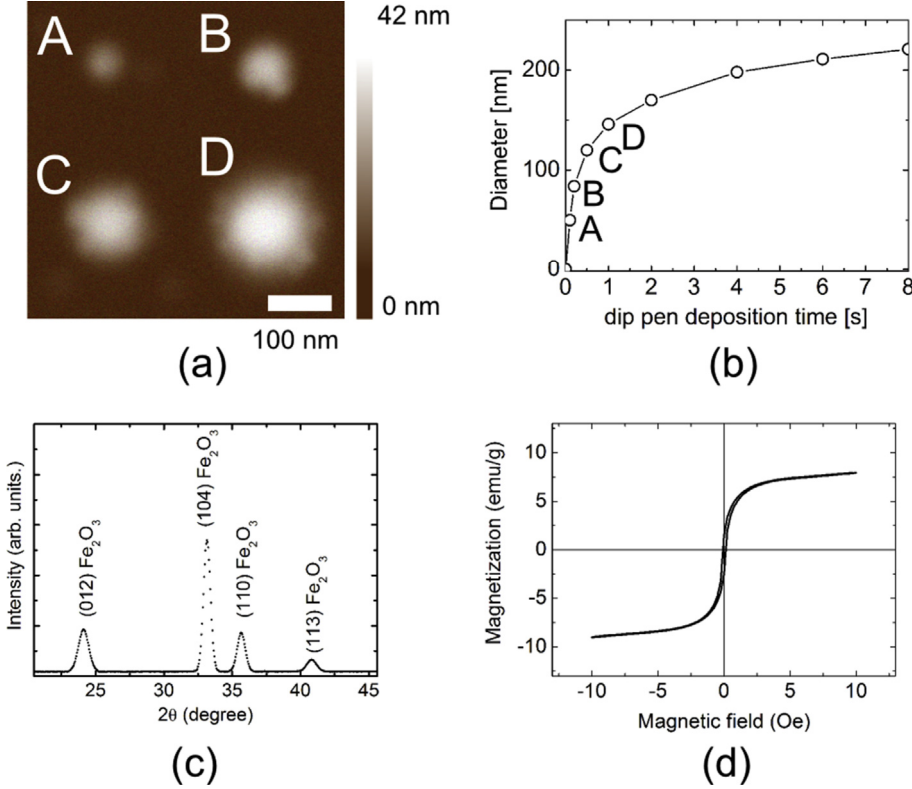 A
B
C
D
42 nm
0 nm
100 nm
(a)
Diameter [nm]
200
100
0
A
B
C
D
0 1 2 3 4 5 6 7 8
dip pen deposition time [s]
(b)
Intensity (arb. units.)
(012) Fe₂O₃
(104) Fe₂O₃
(110) Fe₂O₃
(113) Fe₂O₃
25 30 35 40 45
2θ (degree)
(c)
Magnetization (emu/g)
10
5
0
-5
-10
-10 -5 0 5 10
Magnetic field (Oe)
(d)